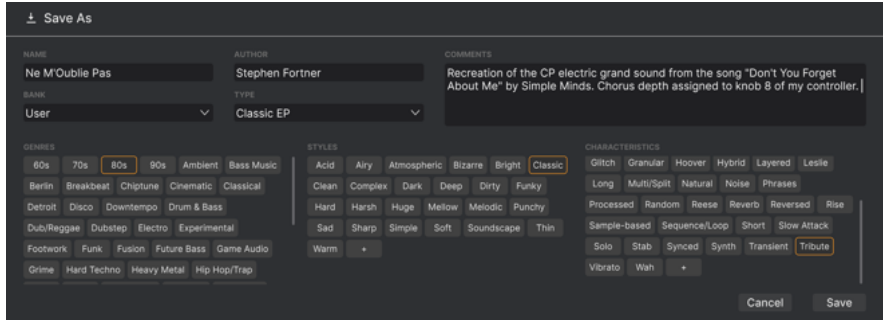 Save As
NAME
AUTHOR
COMMENTS
Ne M'Oublie Pas
Stephen Fortner
Recreation of the CP electric grand sound from the song "Don't You Forget
About Me" by Simple Minds. Chorus depth assigned to knob 8 of my controller.
BANK
TYPE
User
Classic EP
GENRES
60s 70s 80s 90s Ambient Bass Music
Berlin Breakbeat Chiptune Cinematic Classical
Detroit Disco Downtempo Drum & Bass
Dub/Reggae Dubstep Electro Experimental
Footwork Funk Fusion Future Bass Game Audio
Grime Hard Techno Heavy Metal Hip Hop/Trap
STYLES
Acid Airy Atmospheric Bizarre Bright Classic
Clean Complex Dark Deep Dirty Funky
Hard Harsh Huge Mellow Melodic Punchy
Sad Sharp Simple Soft Soundscape Thin
Warm +
CHARACTERISTICS
Glitch Granular Hoover Hybrid Layered Leslie
Long Multi/Split Natural Noise Phrases
Processed Random Reese Reverb Reversed Rise
Sample-based Sequence/Loop Short Slow Attack
Solo Stab Synced Synth Transient Tribute
Vibrato Wah +
Cancel Save